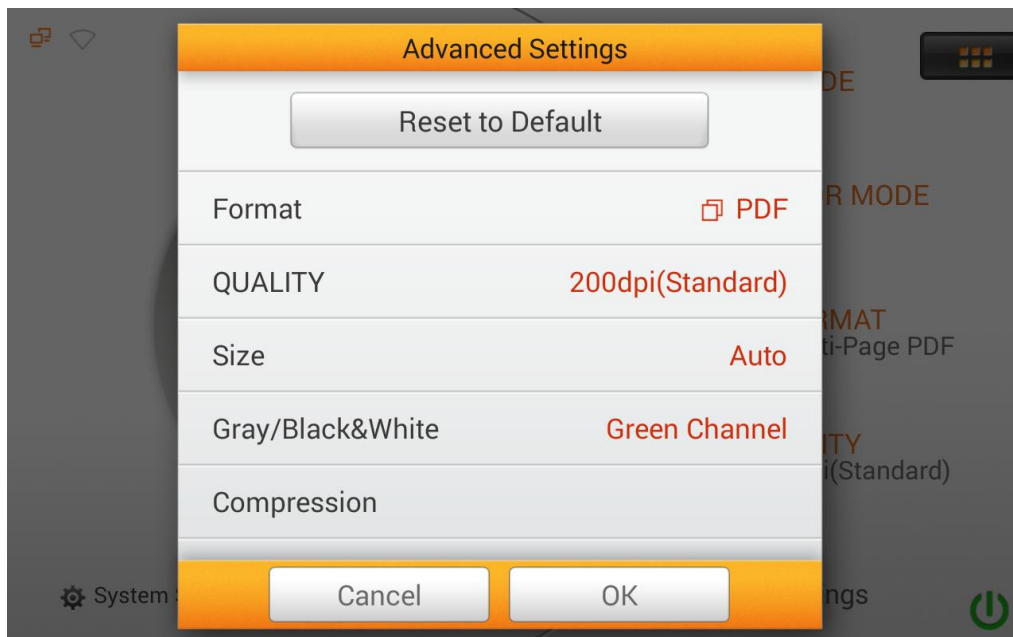 Advanced Settings
Reset to Default
Format PDF
QUALITY 200dpi(Standard)
Size Auto
Gray/Black&White Green Channel
Compression
Cancel OK
DE
R MODE
RMAT
ti-Page PDF
ITY
i(Standard)
System
ngs